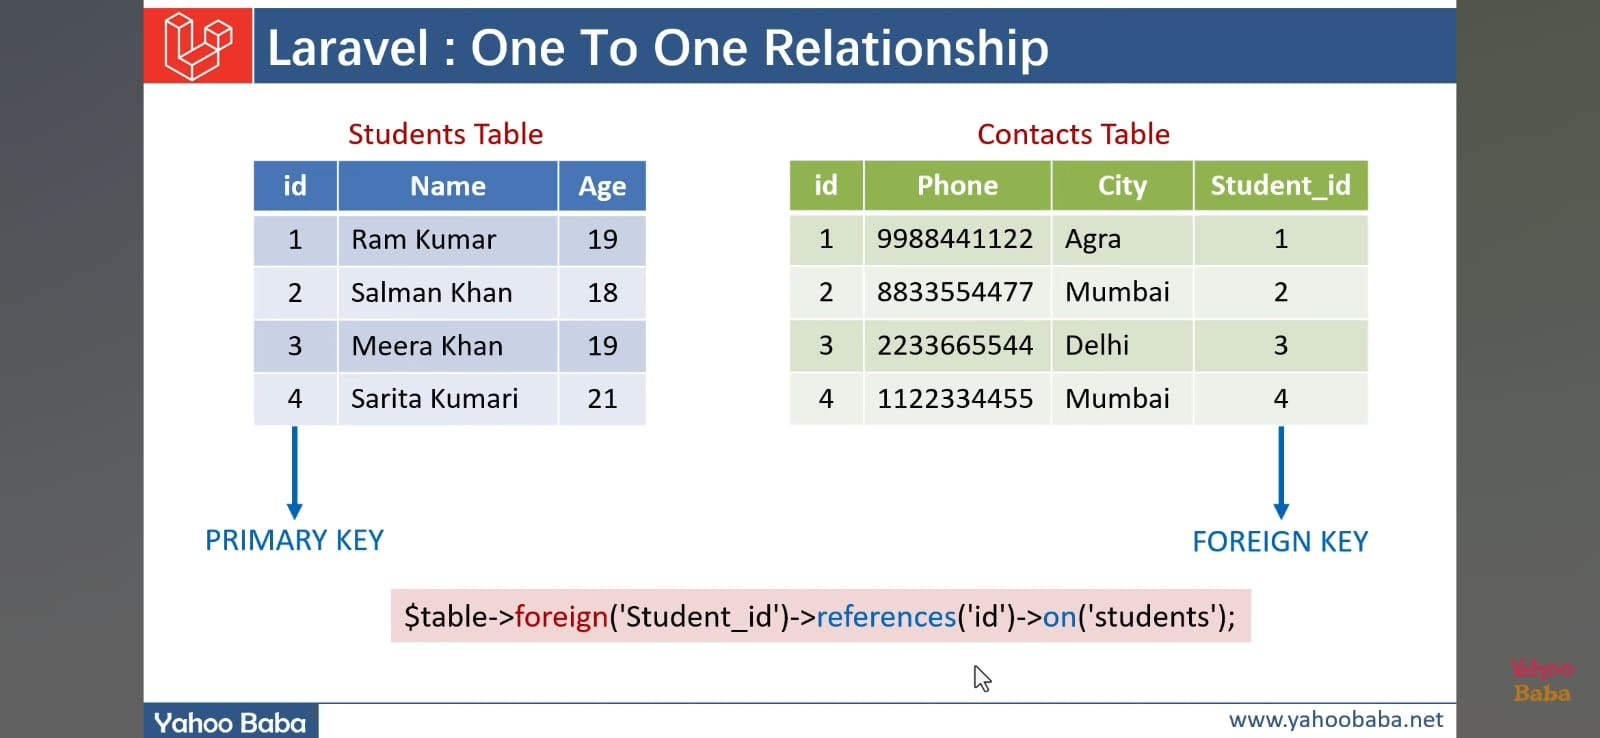 Laravel : One To One Relationship
Students Table
id Name Age
1 Ram Kumar 19
2 Salman Khan 18
3 Meera Khan 19
4 Sarita Kumari 21
PRIMARY KEY
Contacts Table
id Phone City Student_id
1 9988441122 Agra 1
2 8833554477 Mumbai 2
3 2233665544 Delhi 3
4 1122334455 Mumbai 4
FOREIGN KEY
$table->foreign('Student_id')->references('id')->on('students');
Yahoo
Baba
Yahoo Baba
www.yahoobaba.net